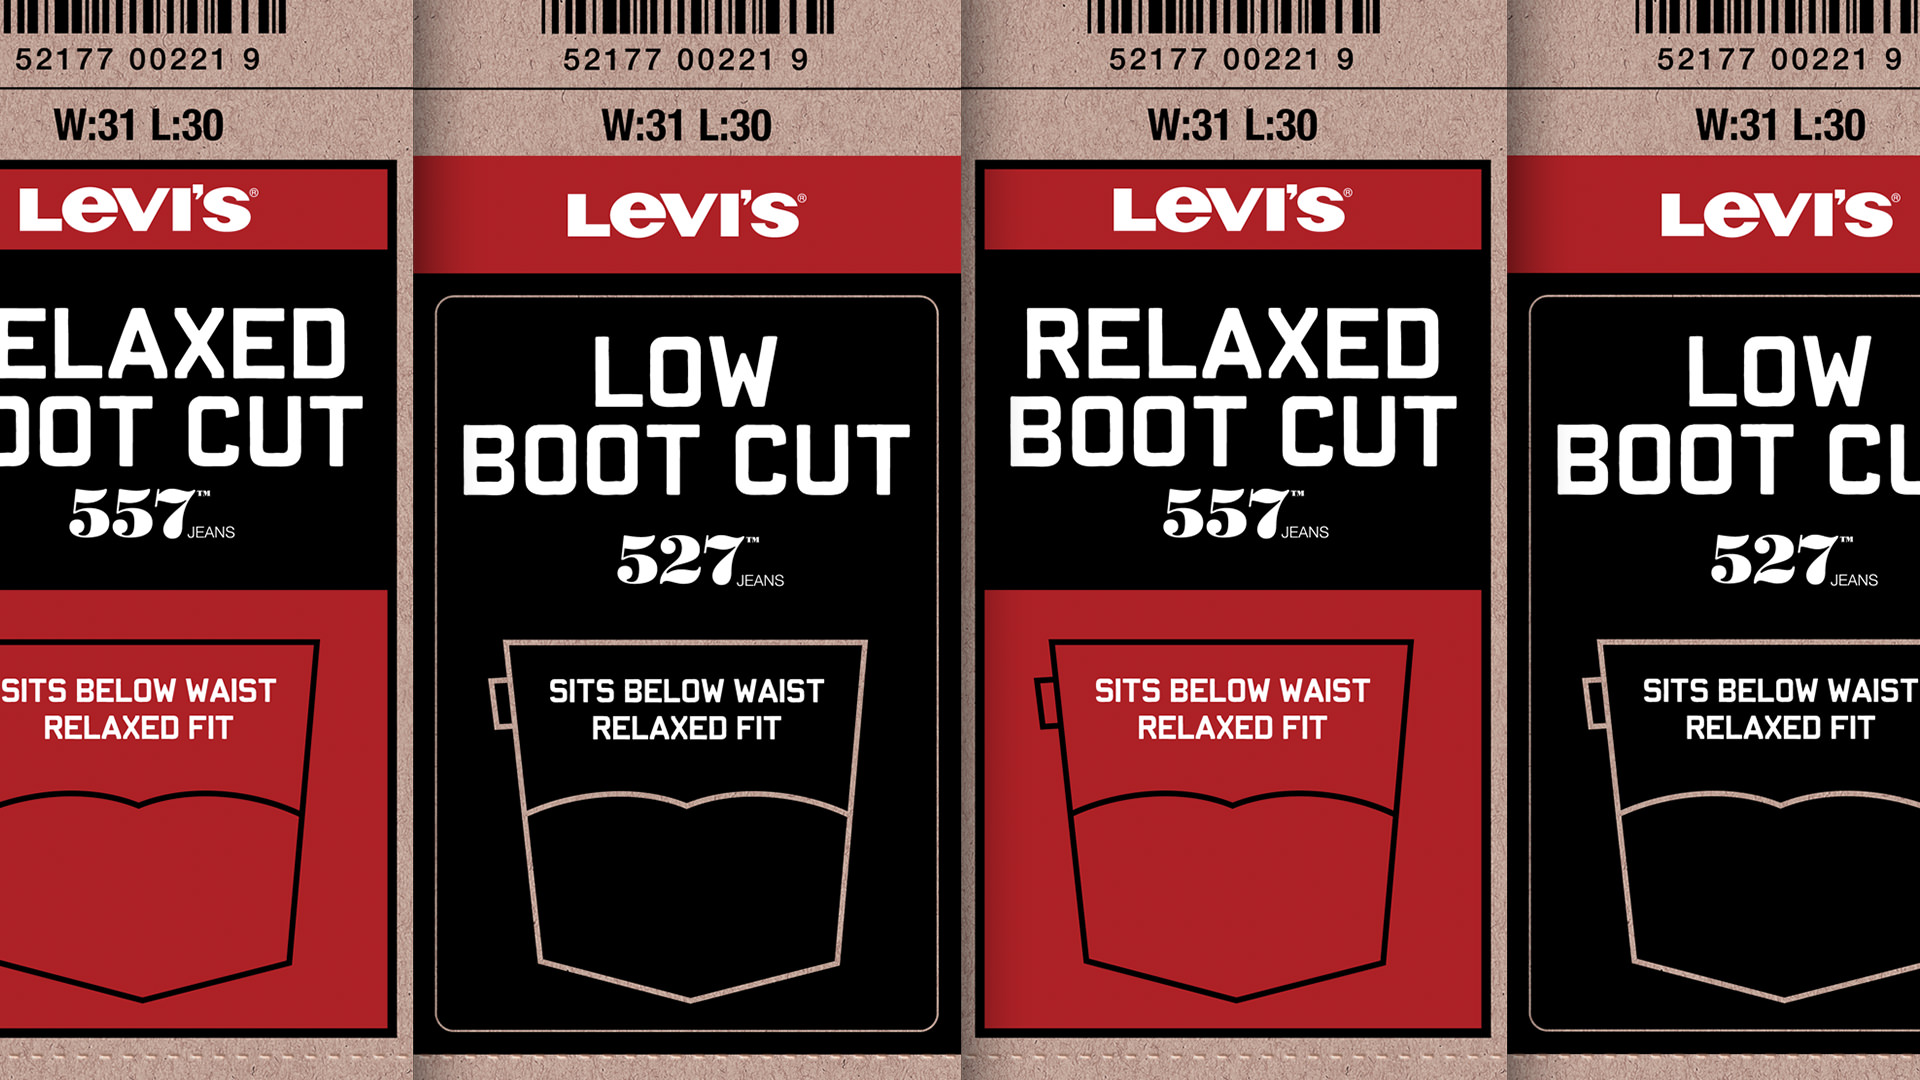 52177 00221 9
W:31 L:30
LEVI'S®
ELAXED
OOT CUT
557™ JEANS
SITS BELOW WAIST
RELAXED FIT
52177 00221 9
W:31 L:30
LEVI'S®
LOW
BOOT CUT
527™ JEANS
SITS BELOW WAIST
RELAXED FIT
52177 00221 9
W:31 L:30
LEVI'S®
RELAXED
BOOT CUT
557™ JEANS
SITS BELOW WAIST
RELAXED FIT
52177 00221 9
W:31 L:30
LEVI'S®
LOW
BOOT CU
527™ JEANS
SITS BELOW WAIST
RELAXED FIT